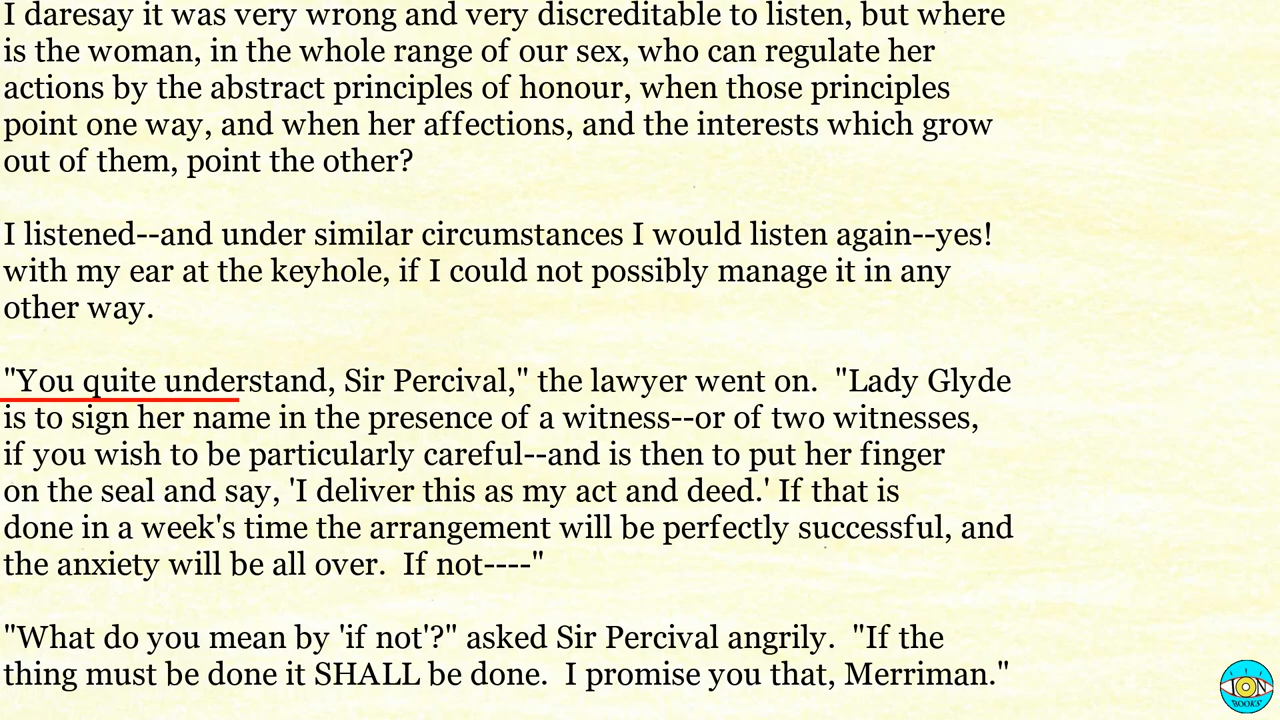 I daresay it was very wrong and very discreditable to listen, but where
is the woman, in the whole range of our sex, who can regulate her
actions by the abstract principles of honour, when those principles
point one way, and when her affections, and the interests which grow
out of them, point the other?
I listened--and under similar circumstances I would listen again--yes!
with my ear at the keyhole, if I could not possibly manage it in any
other way.
"You quite understand, Sir Percival," the lawyer went on.  "Lady Glyde
is to sign her name in the presence of a witness--or of two witnesses,
if you wish to be particularly careful--and is then to put her finger
on the seal and say, 'I deliver this as my act and deed.' If that is
done in a week's time the arrangement will be perfectly successful, and
the anxiety will be all over.  If not----"
"What do you mean by 'if not'?" asked Sir Percival angrily.  "If the
thing must be done it SHALL be done.  I promise you that, Merriman."
ION
BOOKS